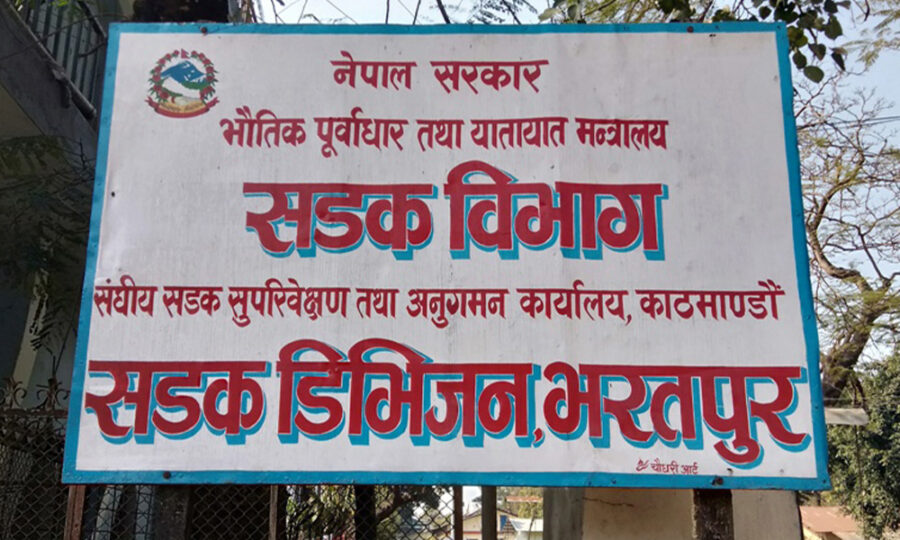 नेपाल सरकार
भौतिक पूर्वाधार तथा यातायात मन्त्रालय
सडक विभाग
संघीय सडक सुपरिवेक्षण तथा अनुगमन कार्यालय, काठमाण्डौं
सडक डिभिजन, भरतपुर
चौधरी आर्ट